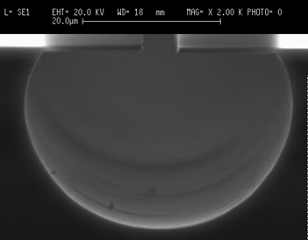 L= SE1 EHT= 20.0 KV WD= 18 mm MAG= X 2.00 K PHOTO= 0
20.0µm